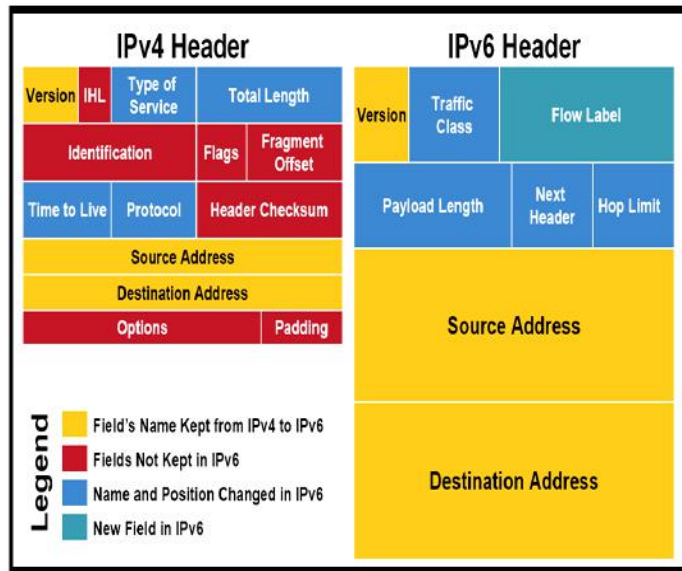 IPv4 Header
Version IHL Type of Service Total Length
Identification Flags Fragment Offset
Time to Live Protocol Header Checksum
Source Address
Destination Address
Options Padding
IPv6 Header
Version Traffic Class Flow Label
Payload Length Next Header Hop Limit
Source Address
Destination Address
Legend
Field's Name Kept from IPv4 to IPv6
Fields Not Kept in IPv6
Name and Position Changed in IPv6
New Field in IPv6